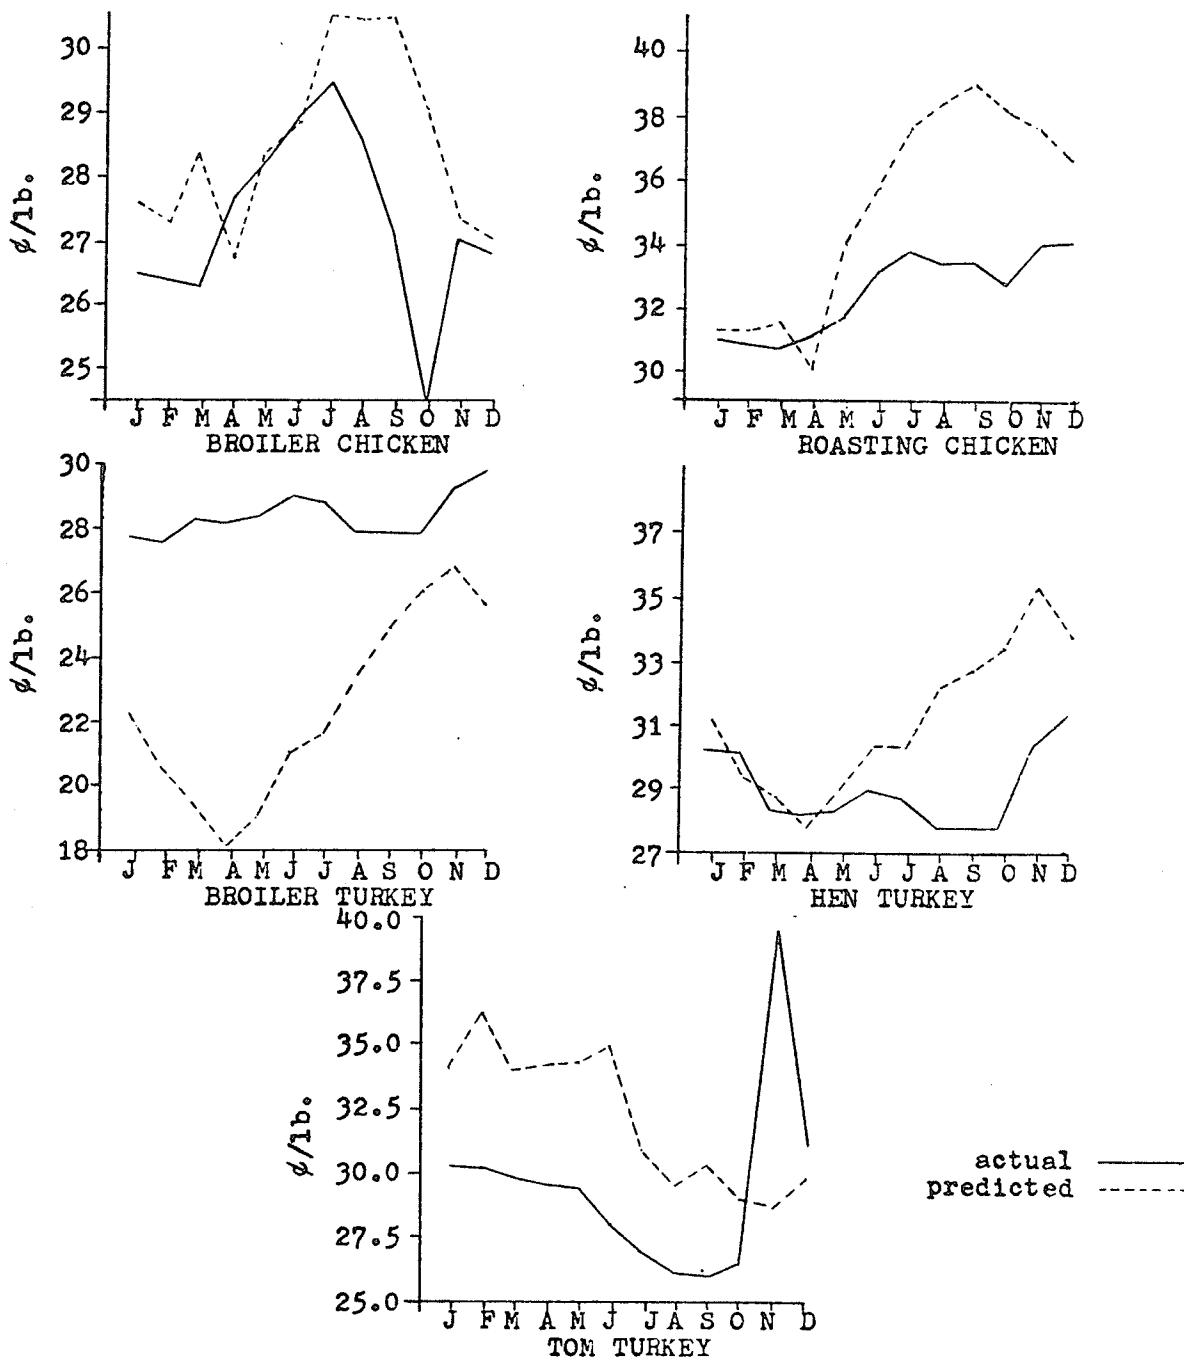 30
29
28
27
26
25
¢/lb.
J F M A M J J A S O N D
BROILER CHICKEN
40
38
36
34
32
30
¢/lb.
J F M A M J J A S O N D
ROASTING CHICKEN
30
28
26
24
22
20
18
¢/lb.
J F M A M J J A S O N D
BROILER TURKEY
37
35
33
31
29
27
¢/lb.
J F M A M J J A S O N D
HEN TURKEY
40.0
37.5
35.0
32.5
30.0
27.5
25.0
¢/lb.
J F M A M J J A S O N D
TOM TURKEY
actual
predicted